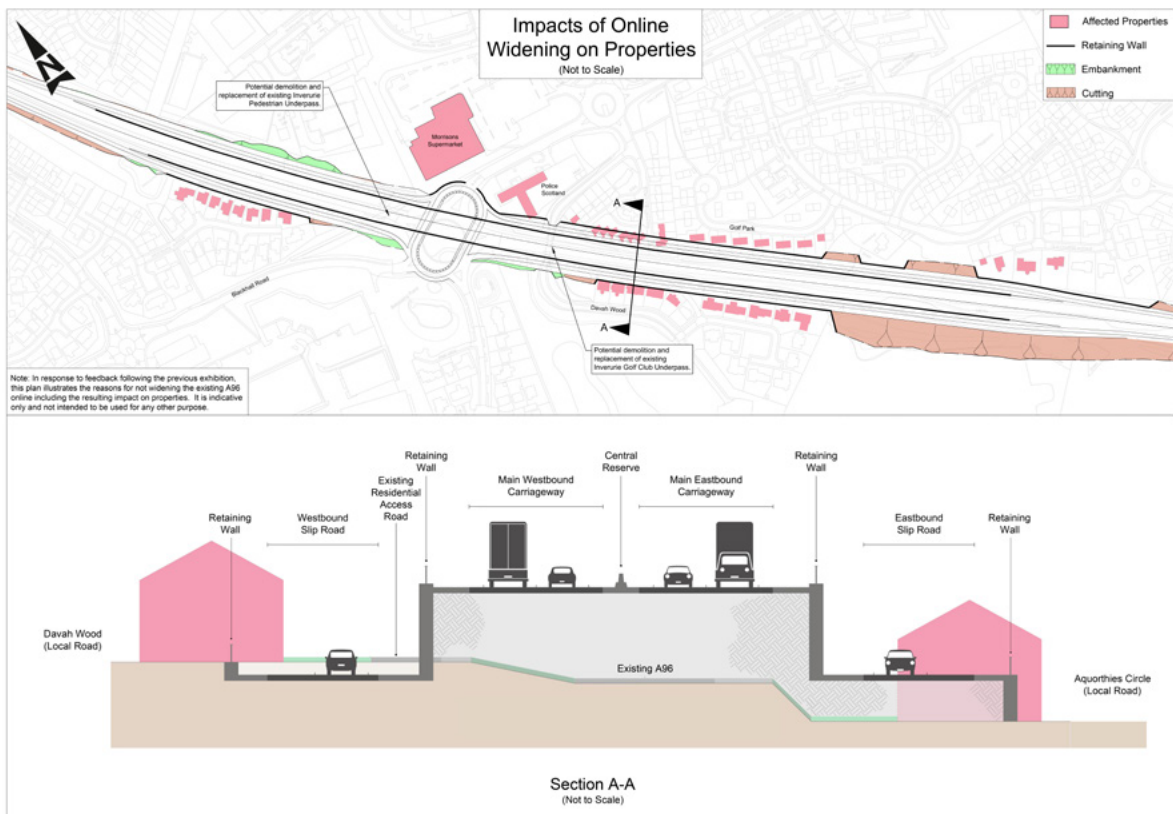 Impacts of Online
Widening on Properties
(Not to Scale)
Affected Properties
Retaining Wall
Embankment
Cutting
N
Potential demolition and
replacement of existing Inverurie
Pedestrian Underpass.
Morrisons
Supermarket
Police
Scotland
A
Golf Park
Blackhall Road
Davah Wood
A
Potential demolition and
replacement of existing
Inverurie Golf Club Underpass.
Note: In response to feedback following the previous exhibition,
this plan illustrates the reasons for not widening the existing A96
online including the resulting impact on properties. It is indicative
only and not intended to be used for any other purpose.
Retaining
Wall
Westbound
Slip Road
Existing
Residential
Access
Road
Retaining
Wall
Main Westbound
Carriageway
Central
Reserve
Main Eastbound
Carriageway
Retaining
Wall
Eastbound
Slip Road
Retaining
Wall
Davah Wood
(Local Road)
Existing A96
Aquorthies Circle
(Local Road)
Section A-A
(Not to Scale)